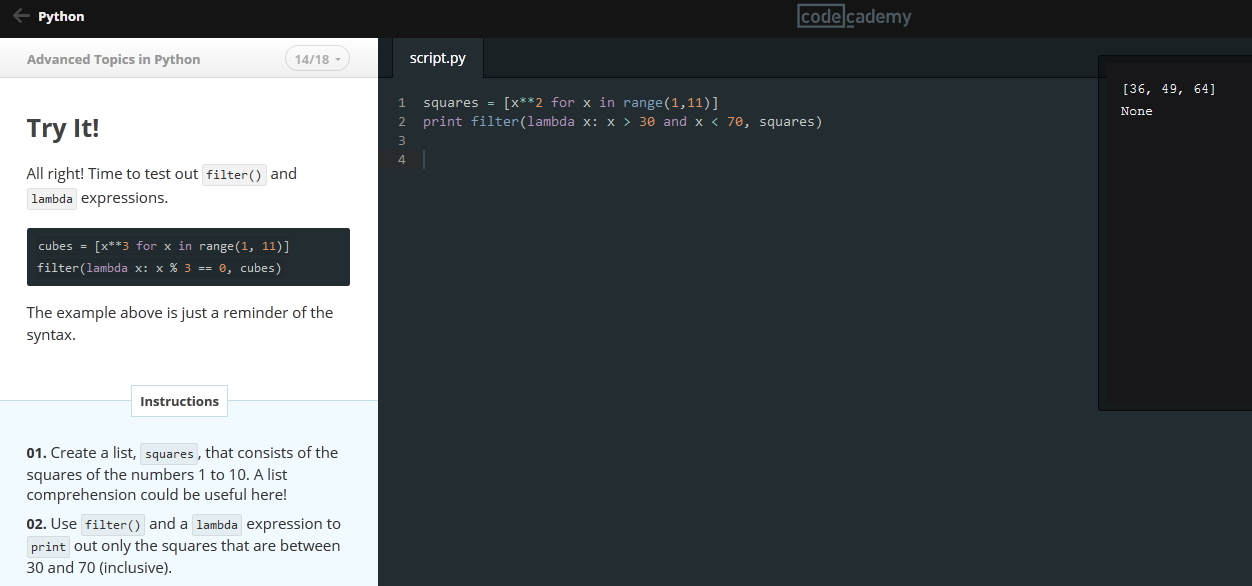 Python
codecademy
Advanced Topics in Python
14/18
script.py
Try It!
All right! Time to test out filter() and
lambda expressions.
cubes = [x**3 for x in range(1, 11)]
filter(lambda x: x % 3 == 0, cubes)
The example above is just a reminder of the
syntax.
Instructions
01. Create a list, squares, that consists of the
squares of the numbers 1 to 10. A list
comprehension could be useful here!
02. Use filter() and a lambda expression to
print out only the squares that are between
30 and 70 (inclusive).
1 squares = [x**2 for x in range(1,11)]
2 print filter(lambda x: x > 30 and x < 70, squares)
3
4
[36, 49, 64]
None